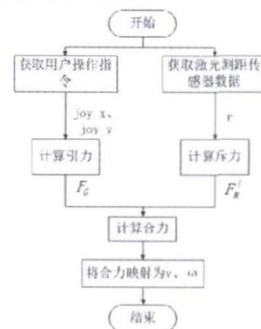 开始
获取用户操作指
令
获取激光测距传
感器数据
joy x、
joy y
r
计算引力
计算斥力
F_G
F_R^i
计算合力
将合力映射为v、ω
结束